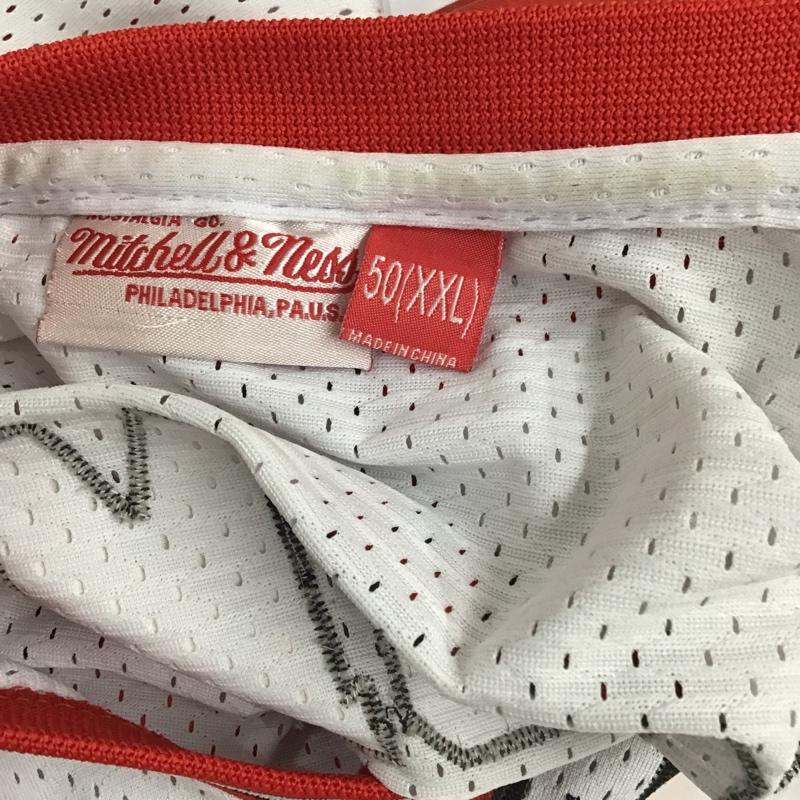 NOSTALGIA CO.
Mitchell & Ness
PHILADELPHIA, PA.U.S.
50(XXL)
MADE IN CHINA